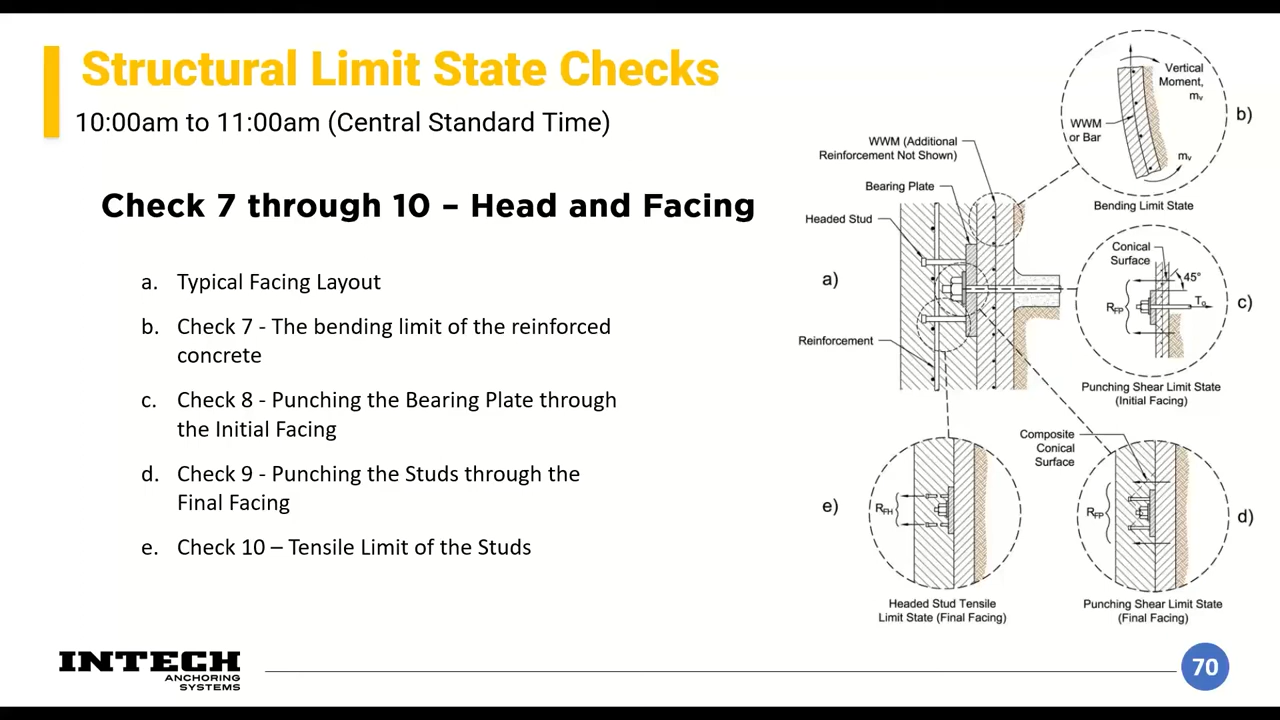 Structural Limit State Checks
10:00am to 11:00am (Central Standard Time)
Check 7 through 10 – Head and Facing
a. Typical Facing Layout
b. Check 7 - The bending limit of the reinforced
concrete
c. Check 8 - Punching the Bearing Plate through
the Initial Facing
d. Check 9 - Punching the Studs through the
Final Facing
e. Check 10 – Tensile Limit of the Studs
Vertical
Moment,
mv
WWM
or Bar
mv
b)
Bending Limit State
WWM (Additional
Reinforcement Not Shown)
Bearing Plate
Headed Stud
a)
Reinforcement
Conical
Surface
45°
RFP
To
c)
Punching Shear Limit State
(Initial Facing)
Composite
Conical
Surface
e)
RFH
RFP
d)
Headed Stud Tensile
Limit State (Final Facing)
Punching Shear Limit State
(Final Facing)
INTECH
ANCHORING
SYSTEMS
70